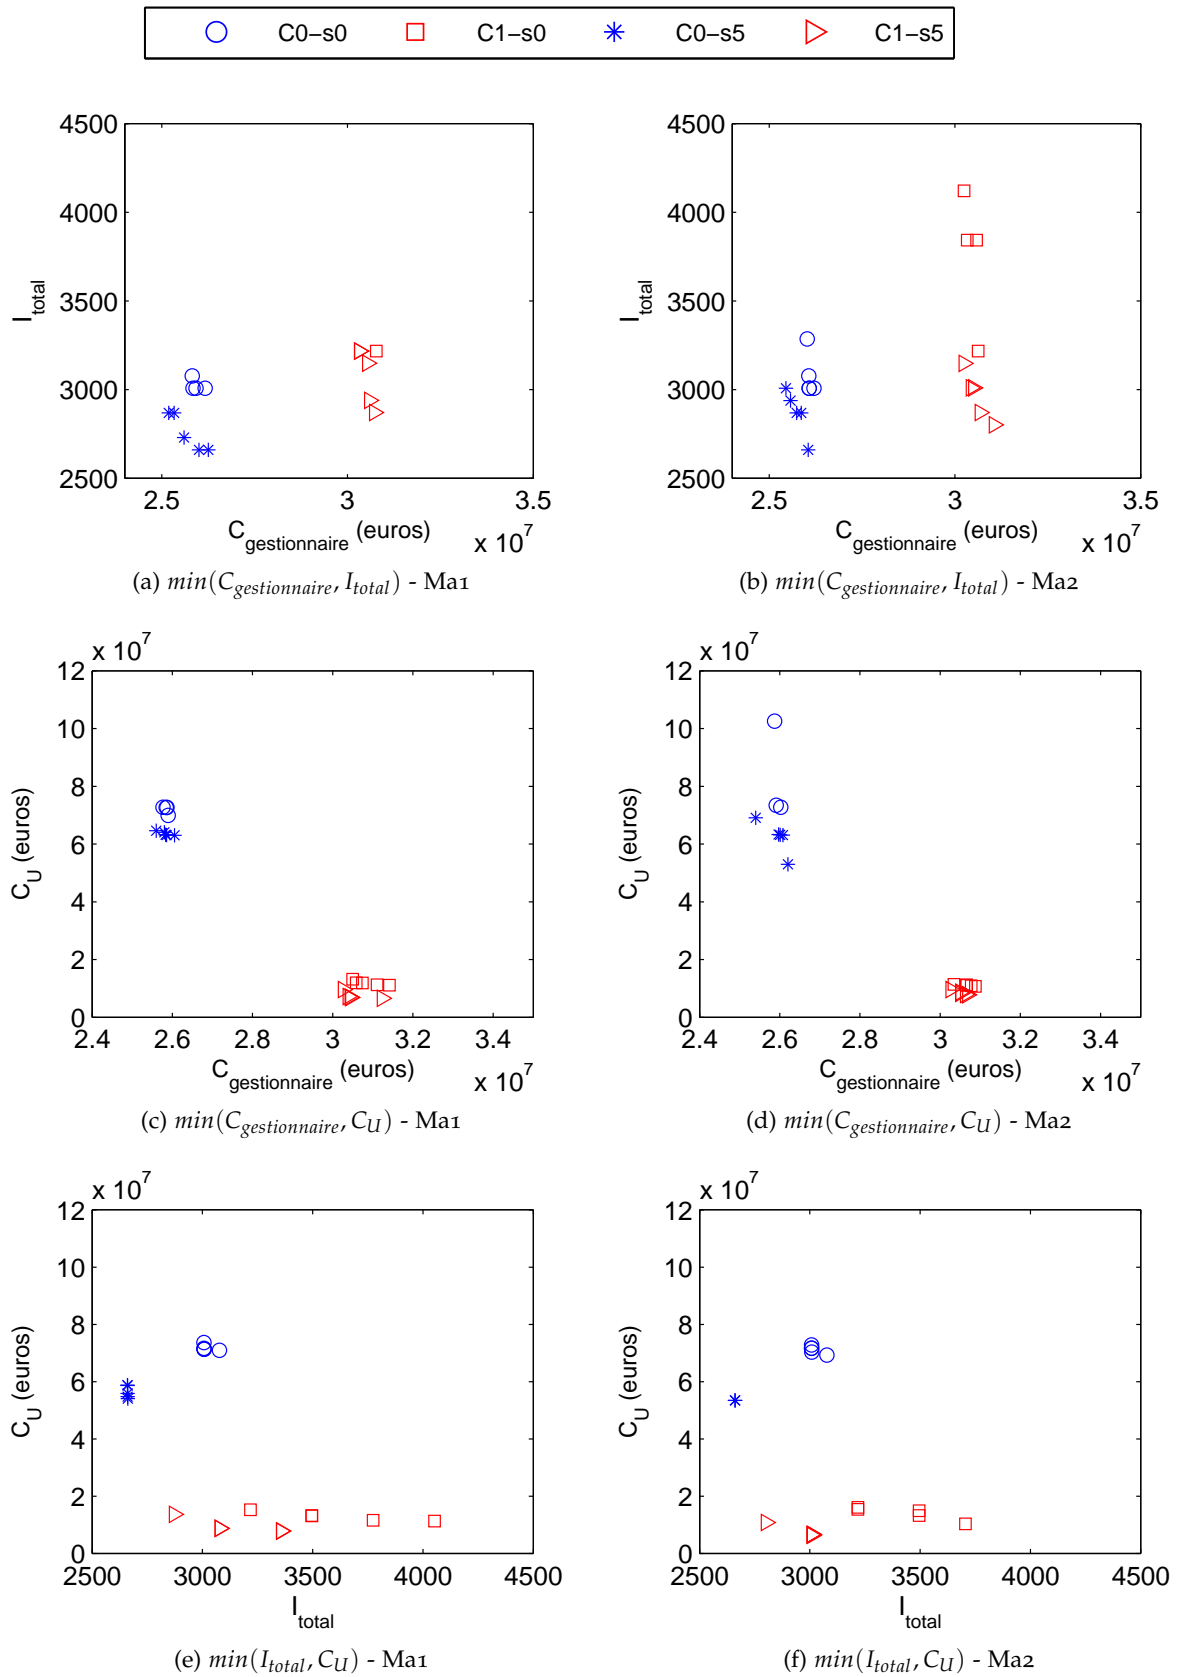 C0-s0 C1-s0 C0-s5 C1-s5
4500 4500
4000 4000
3500 3500
I_total I_total
3000 3000
2500 2500
2.5 3 3.5 2.5 3 3.5
C_gestionnaire (euros) x 10^7 C_gestionnaire (euros) x 10^7
(a) min(C_gestionnaire, I_total) - Ma1 (b) min(C_gestionnaire, I_total) - Ma2
x 10^7 x 10^7
12 12
10 10
8 8
C_U (euros) C_U (euros)
6 6
4 4
2 2
0 0
2.4 2.6 2.8 3 3.2 3.4 2.4 2.6 2.8 3 3.2 3.4
C_gestionnaire (euros) x 10^7 C_gestionnaire (euros) x 10^7
(c) min(C_gestionnaire, C_U) - Ma1 (d) min(C_gestionnaire, C_U) - Ma2
x 10^7 x 10^7
12 12
10 10
8 8
C_U (euros) C_U (euros)
6 6
4 4
2 2
0 0
2500 3000 3500 4000 4500 2500 3000 3500 4000 4500
I_total I_total
(e) min(I_total, C_U) - Ma1 (f) min(I_total, C_U) - Ma2